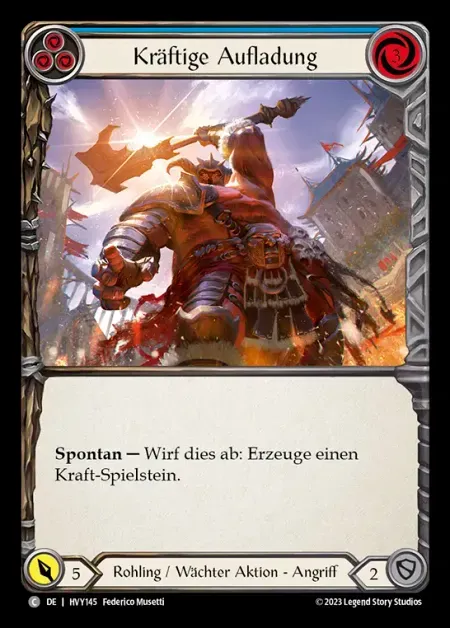 Kräftige Aufladung
3
Spontan — Wirf dies ab: Erzeuge einen
Kraft-Spielstein.
5
Rohling / Wächter Aktion - Angriff
2
C DE | HVY145 Federico Musetti
© 2023 Legend Story Studios